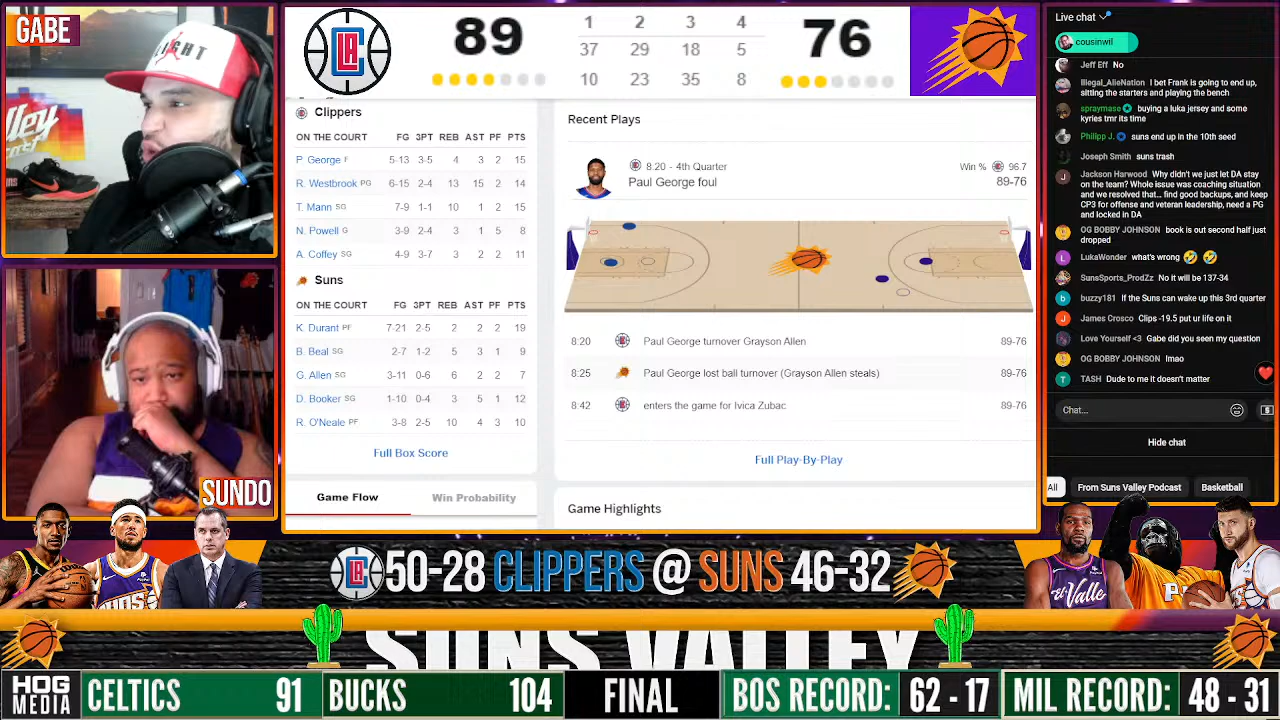 GABE
89
1 2 3 4
37 29 18 5
10 23 35 8
76
LA
Clippers
ON THE COURT FG 3PT REB AST PF PTS
P. George F 5-13 3-5 4 3 2 15
R. Westbrook PG 6-15 2-4 13 15 2 14
T. Mann SG 7-9 1-1 10 1 2 15
N. Powell G 3-9 2-4 3 1 5 8
A. Coffey SG 4-9 3-7 3 2 2 11
Suns
ON THE COURT FG 3PT REB AST PF PTS
K. Durant PF 7-21 2-5 2 2 2 19
B. Beal SG 2-7 1-2 5 3 1 9
G. Allen SG 3-11 0-6 6 2 2 7
D. Booker SG 1-10 0-4 3 5 1 12
R. O'Neale PF 3-8 2-5 10 4 3 10
Full Box Score
Game Flow Win Probability
Recent Plays
8:20 - 4th Quarter Win % 96.7
Paul George foul 89-76
8:20 Paul George turnover Grayson Allen 89-76
8:25 Paul George lost ball turnover (Grayson Allen steals) 89-76
8:42 enters the game for Ivica Zubac 89-76
Full Play-By-Play
Game Highlights
Live chat
cousinwil
Jeff Eff No
Illegal_AlieNation I bet Frank is going to end up,
sitting the starters and playing the bench
spraymase buying a luka jersey and some
kyries tmr its time
Philipp J. suns end up in the 10th seed
Joseph Smith suns trash
Jackson Harwood Why didn't we just let DA stay
on the team? Whole issue was coaching situation
and we resolved that... find good backups, and keep
CP3 for offense and veteran leadership, need a PG
and locked in DA
OG BOBBY JOHNSON book is out second half just
dropped
LukaWonder what's wrong 🤣 🤣
SunsSports_ProdZz No it will be 137-34
buzzy181 If the Suns can wake up this 3rd quarter
James Crosco Clips -19.5 put ur life on it
Love Yourself <3 Gabe did you seen my question
OG BOBBY JOHNSON lmao
TASH Dude to me it doesn't matter
Chat...
Hide chat
All From Suns Valley Podcast Basketball
SUNDO
LA 50-28 CLIPPERS @ SUNS 46-32
SUNS VALLEY
HOG
MEDIA
CELTICS 91 BUCKS 104 FINAL BOS RECORD: 62 - 17 MIL RECORD: 48 - 31